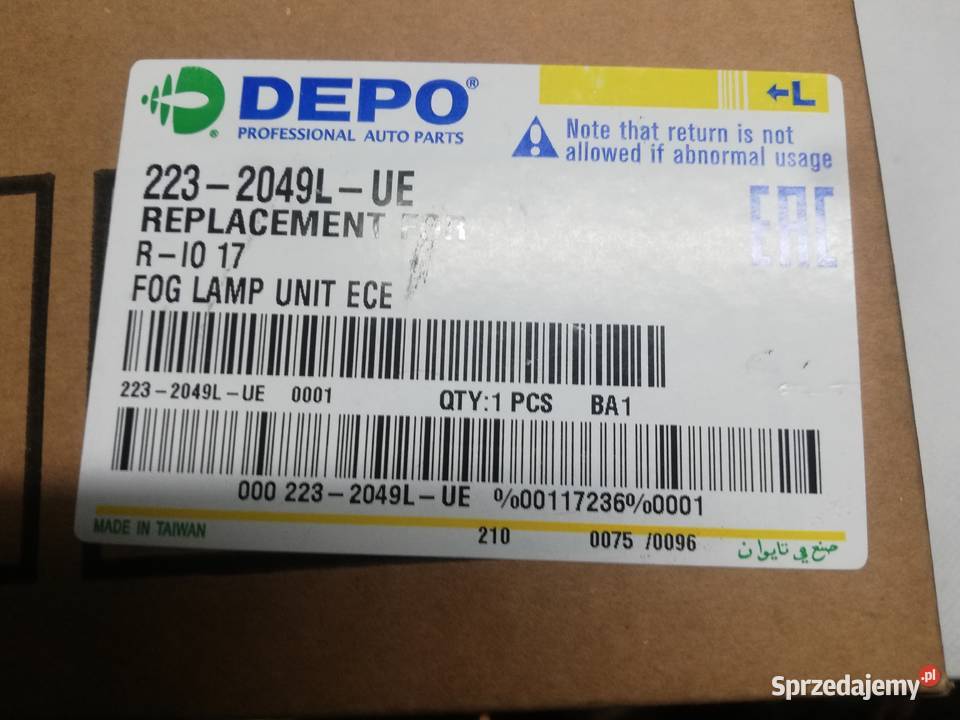 DEPO®
PROFESSIONAL AUTO PARTS
←L
Note that return is not
allowed if abnormal usage
223-2049L-UE
REPLACEMENT FOR
R-IO 17
FOG LAMP UNIT ECE
EAC
223-2049L-UE 0001 QTY:1 PCS BA1
000 223-2049L-UE %00117236%0001
MADE IN TAIWAN 210 0075 /0096 صنع في تايوان
Sprzedajemy.pl